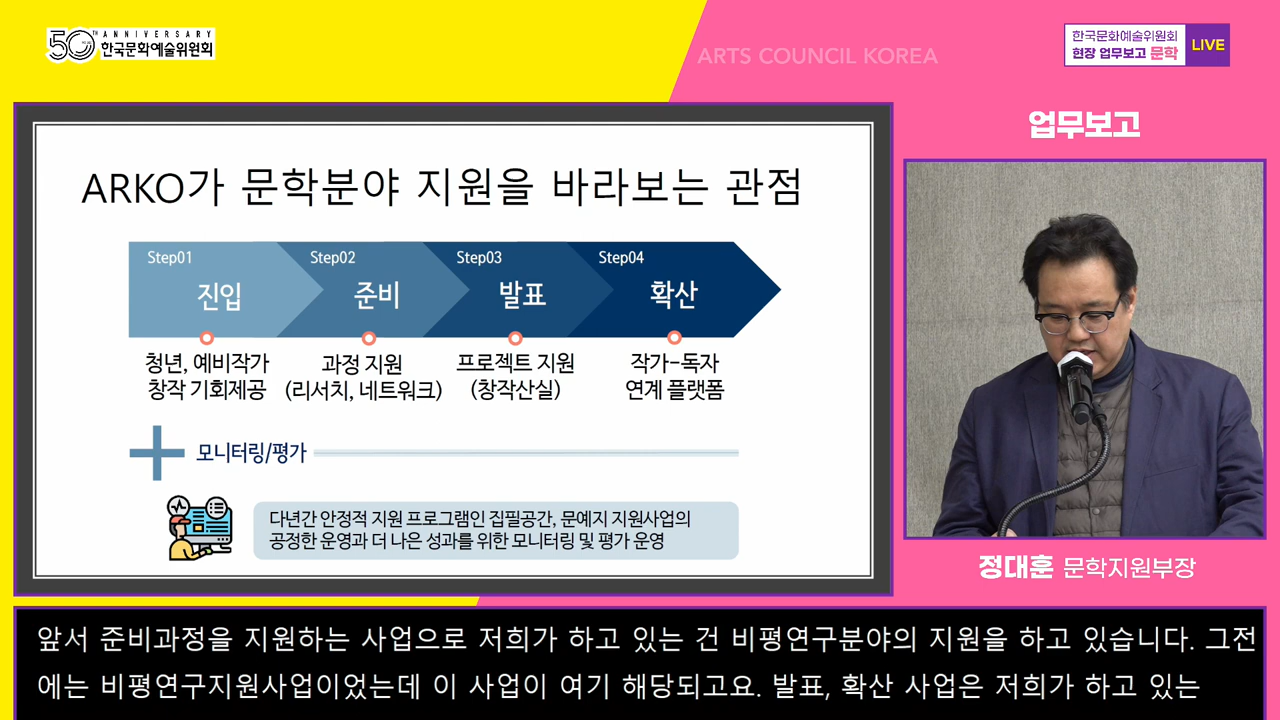 50TH ANNIVERSARY
한국문화예술위원회
ARTS COUNCIL KOREA
한국문화예술위원회
현장 업무보고 문학
LIVE
업무보고
ARKO가 문학분야 지원을 바라보는 관점
Step01
진입
Step02
준비
Step03
발표
Step04
확산
청년, 예비작가
창작 기회제공
과정 지원
(리서치, 네트워크)
프로젝트 지원
(창작산실)
작가-독자
연계 플랫폼
모니터링/평가
다년간 안정적 지원 프로그램인 집필공간, 문예지 지원사업의
공정한 운영과 더 나은 성과를 위한 모니터링 및 평가 운영
정대훈 문학지원부장
앞서 준비과정을 지원하는 사업으로 저희가 하고 있는 건 비평연구분야의 지원을 하고 있습니다. 그전
에는 비평연구지원사업이었는데 이 사업이 여기 해당되고요. 발표, 확산 사업은 저희가 하고 있는